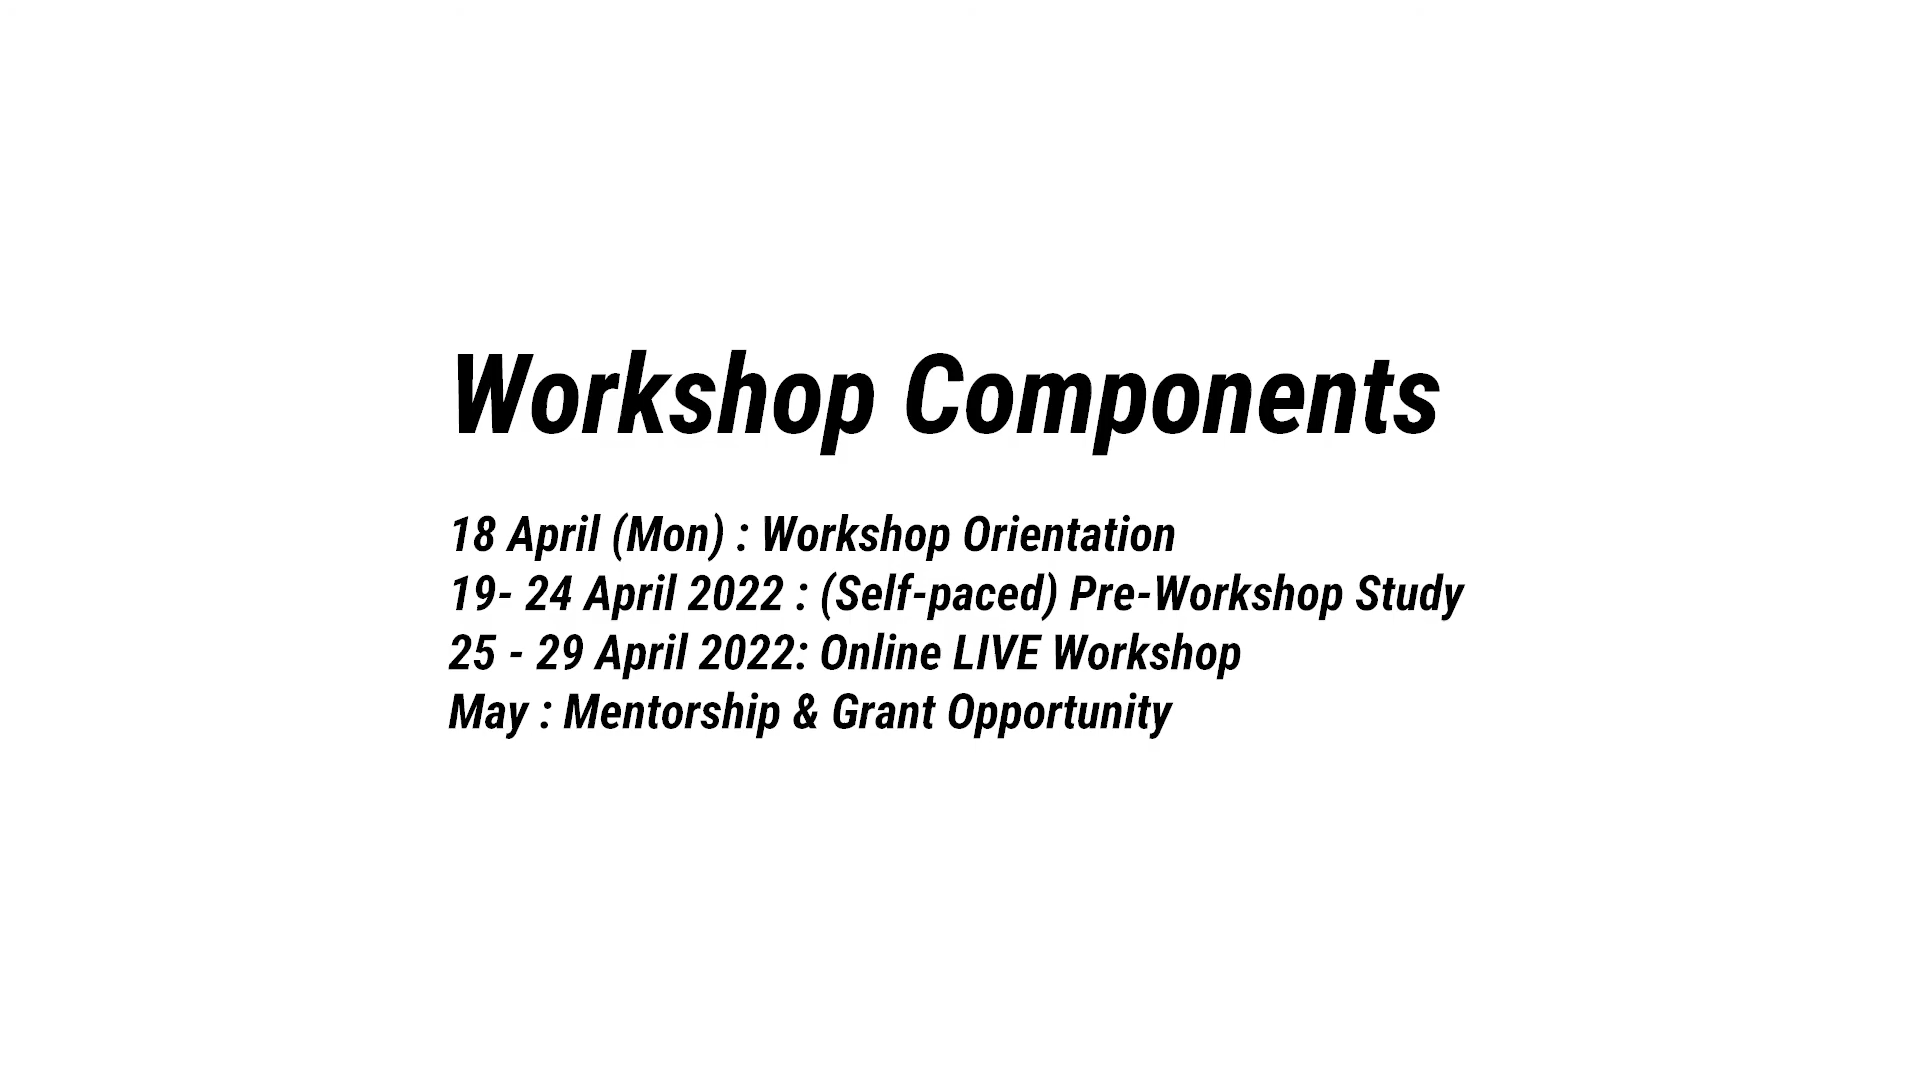 Workshop Components
18 April (Mon) : Workshop Orientation
19- 24 April 2022 : (Self-paced) Pre-Workshop Study
25 - 29 April 2022: Online LIVE Workshop
May : Mentorship & Grant Opportunity